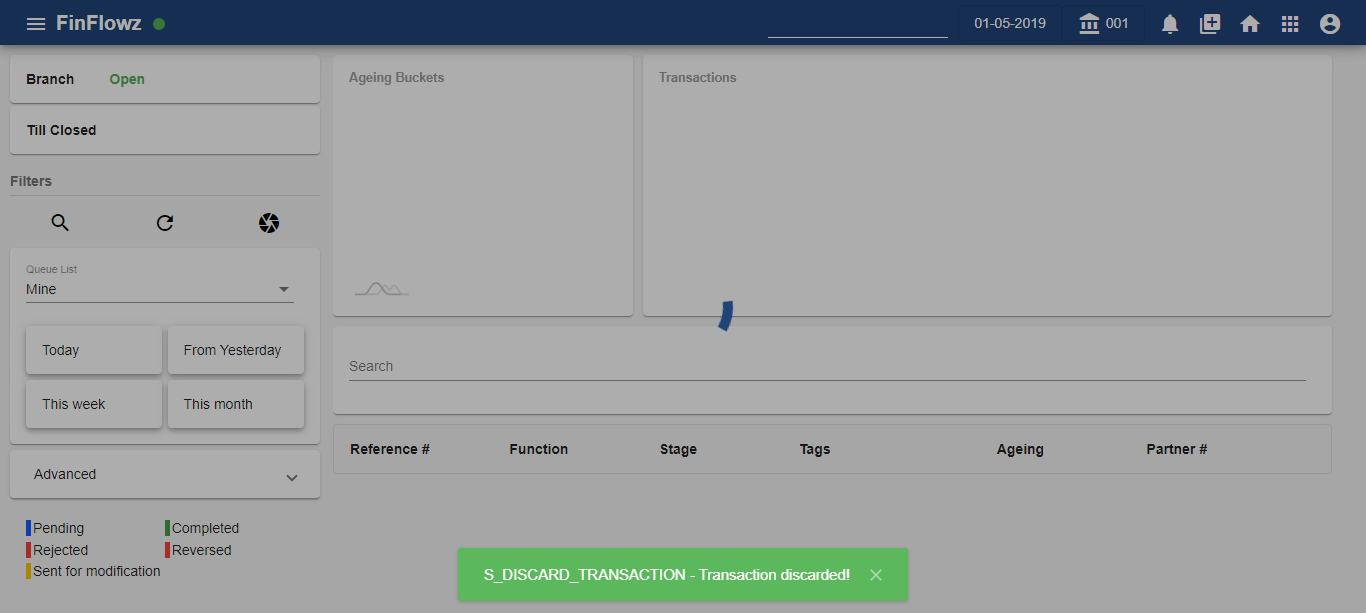 FinFlowz
01-05-2019
001
Branch Open
Till Closed
Filters
Queue List
Mine
Today
From Yesterday
This week
This month
Advanced
Pending
Completed
Rejected
Reversed
Sent for modification
Ageing Buckets
Transactions
Search
Reference # Function Stage Tags Ageing Partner #
S_DISCARD_TRANSACTION - Transaction discarded!